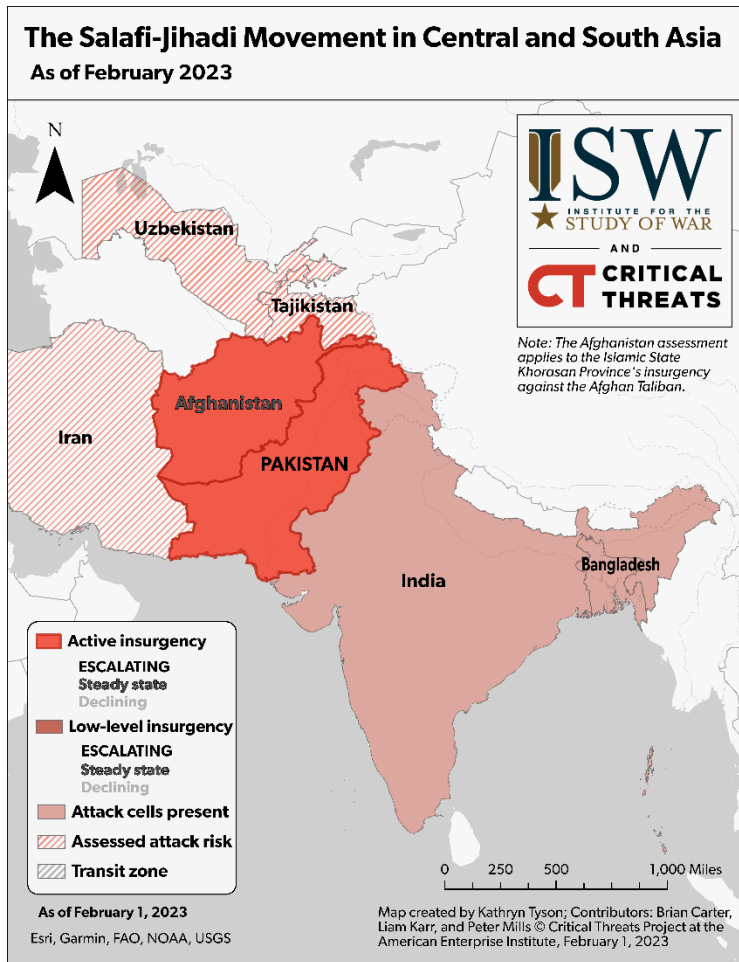 The Salafi-Jihadi Movement in Central and South Asia
As of February 2023
N
ISW
INSTITUTE FOR THE
STUDY OF WAR
AND
CT CRITICAL
THREATS
Note: The Afghanistan assessment
applies to the Islamic State
Khorasan Province's insurgency
against the Afghan Taliban.
Uzbekistan
Tajikistan
Afghanistan
Iran
PAKISTAN
India
Bangladesh
Active insurgency
ESCALATING
Steady state
Declining
Low-level insurgency
ESCALATING
Steady state
Declining
Attack cells present
Assessed attack risk
Transit zone
0 250 500 1,000 Miles
As of February 1, 2023
Esri, Garmin, FAO, NOAA, USGS
Map created by Kathryn Tyson; Contributors: Brian Carter,
Liam Karr, and Peter Mills © Critical Threats Project at the
American Enterprise Institute, February 1, 2023